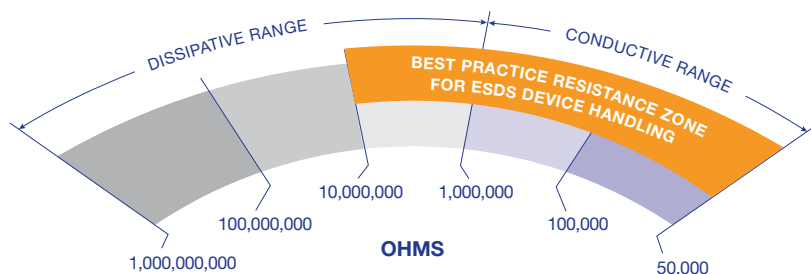 DISSIPATIVE RANGE
CONDUCTIVE RANGE
BEST PRACTICE RESISTANCE ZONE
FOR ESDS DEVICE HANDLING
1,000,000,000
100,000,000
10,000,000
1,000,000
100,000
50,000
OHMS